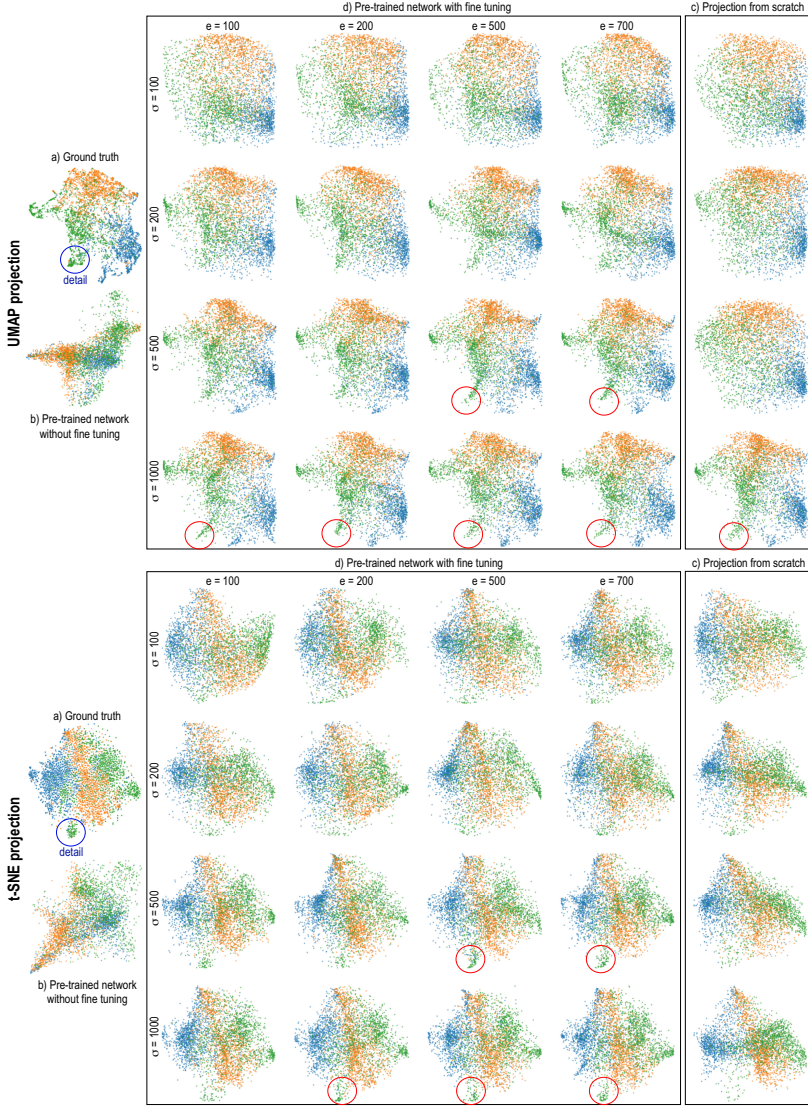 d) Pre-trained network with fine tuning
c) Projection from scratch
e = 100
e = 200
e = 500
e = 700
σ = 100
a) Ground truth
σ = 200
detail
UMAP projection
σ = 500
b) Pre-trained network
without fine tuning
σ = 1000
d) Pre-trained network with fine tuning
c) Projection from scratch
e = 100
e = 200
e = 500
e = 700
σ = 100
a) Ground truth
σ = 200
detail
t-SNE projection
σ = 500
b) Pre-trained network
without fine tuning
σ = 1000